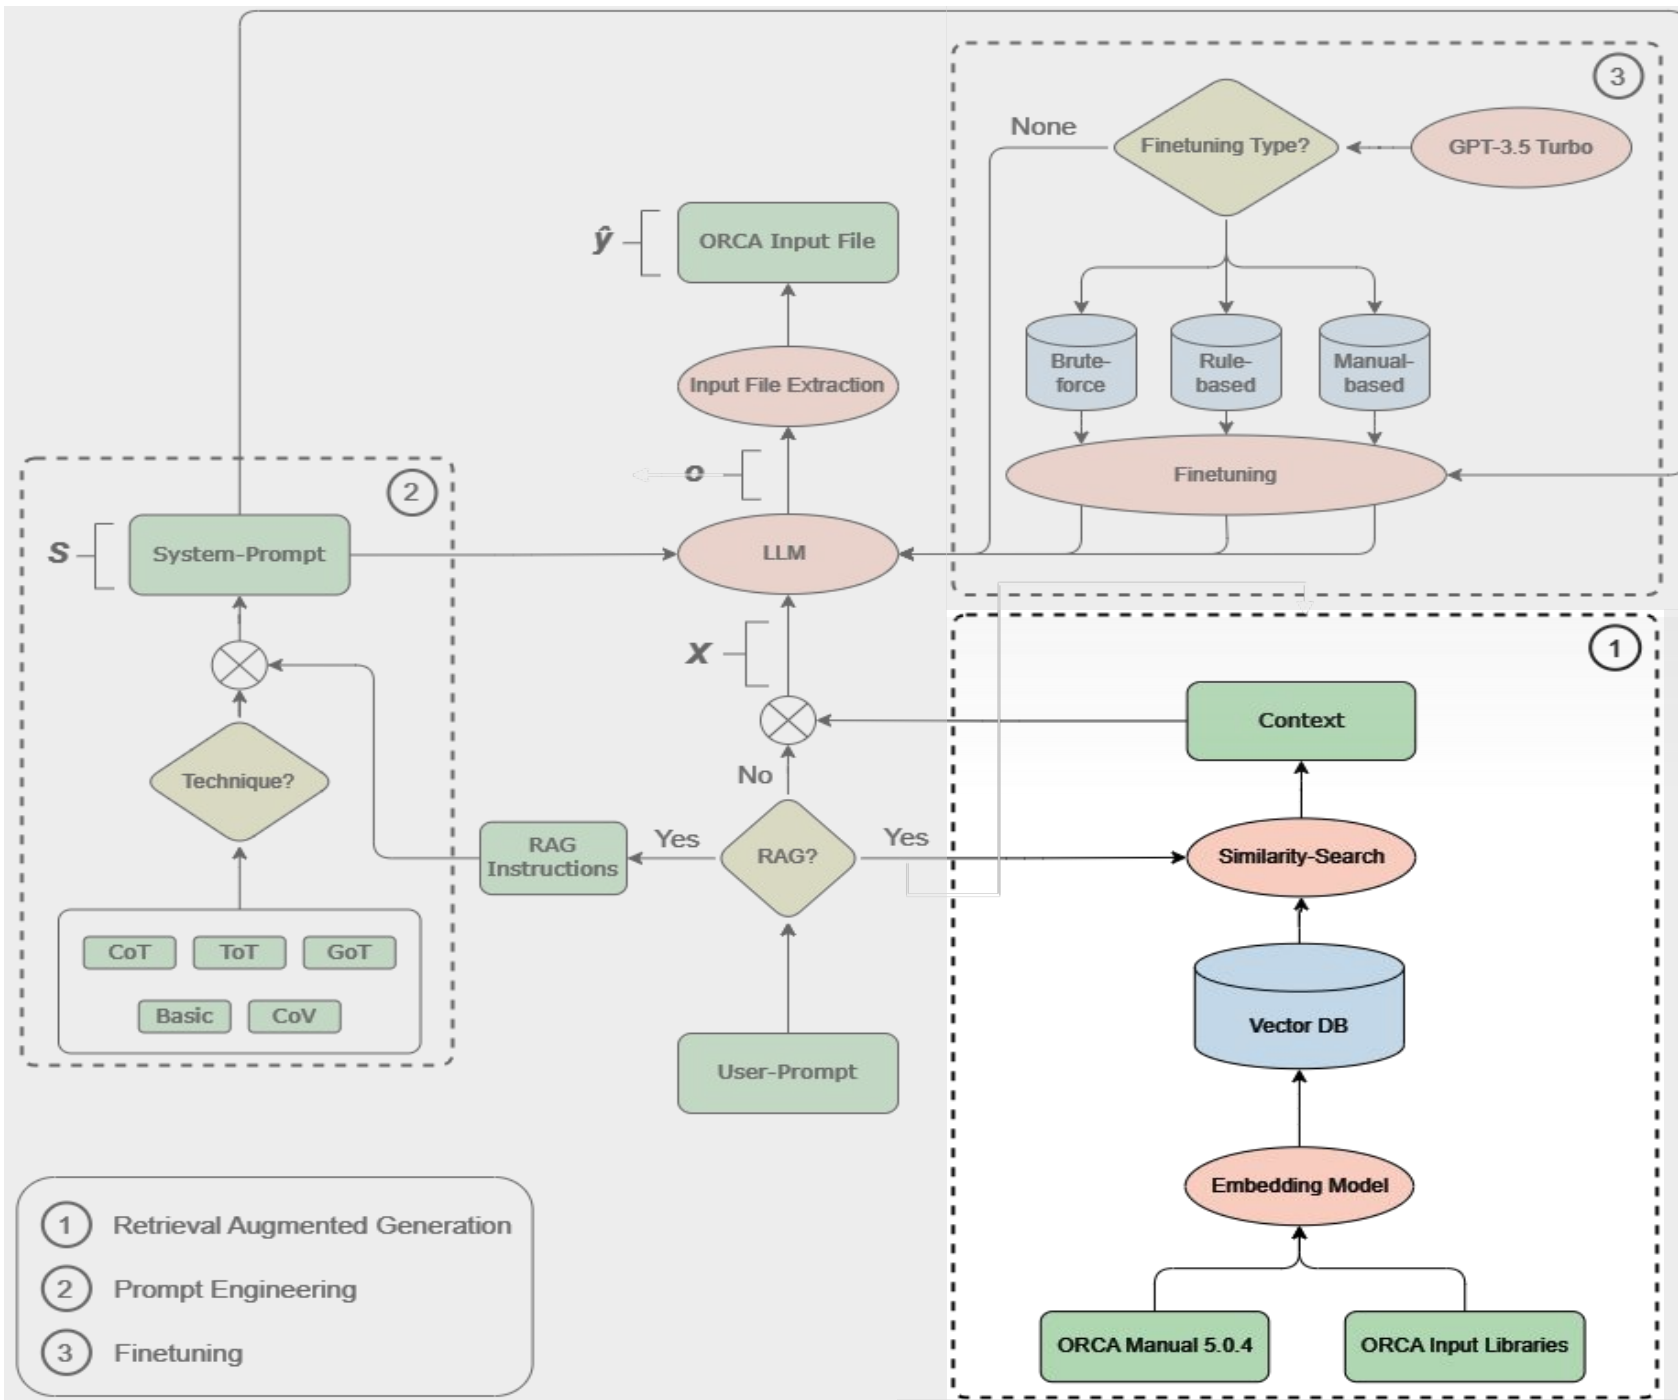 3
None
Finetuning Type?
GPT-3.5 Turbo
ŷ
ORCA Input File
Brute-
force
Rule-
based
Manual-
based
Input File Extraction
o
Finetuning
2
S
System-Prompt
LLM
X
1
Context
Technique?
No
RAG
Instructions
Yes
RAG?
Yes
Similarity-Search
CoT
ToT
GoT
Basic
CoV
Vector DB
User-Prompt
Embedding Model
1 Retrieval Augmented Generation
2 Prompt Engineering
3 Finetuning
ORCA Manual 5.0.4
ORCA Input Libraries